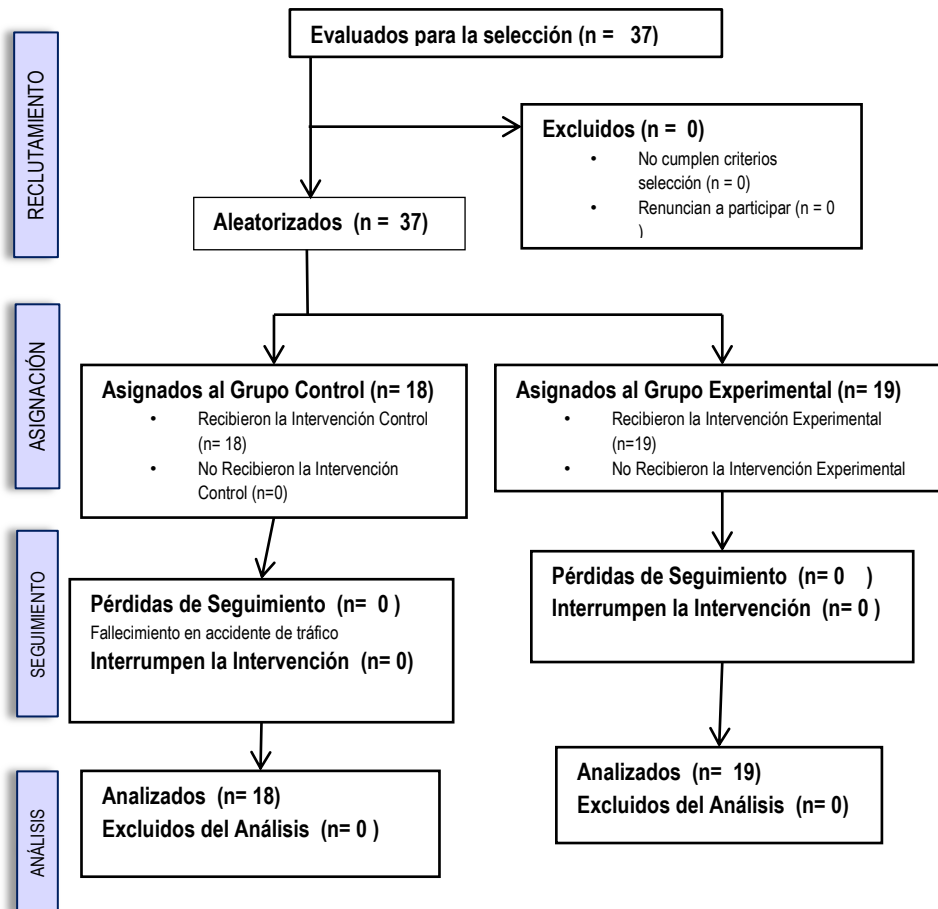 Evaluados para la selección (n = 37)
RECLUTAMIENTO
Excluidos (n = 0)
• No cumplen criterios
selección (n = 0)
• Renuncian a participar (n = 0
)
Aleatorizados (n = 37)
ASIGNACIÓN
Asignados al Grupo Control (n= 18)
• Recibieron la Intervención Control
(n= 18)
• No Recibieron la Intervención
Control (n=0)
Asignados al Grupo Experimental (n= 19)
• Recibieron la Intervención Experimental
(n=19)
• No Recibieron la Intervención Experimental
SEGUIMIENTO
Pérdidas de Seguimiento (n= 0 )
Fallecimiento en accidente de tráfico
Interrumpen la Intervención (n= 0)
Pérdidas de Seguimiento (n= 0 )
Interrumpen la Intervención (n= 0 )
ANÁLISIS
Analizados (n= 18)
Excluidos del Análisis (n= 0 )
Analizados (n= 19)
Excluidos del Análisis (n= 0)